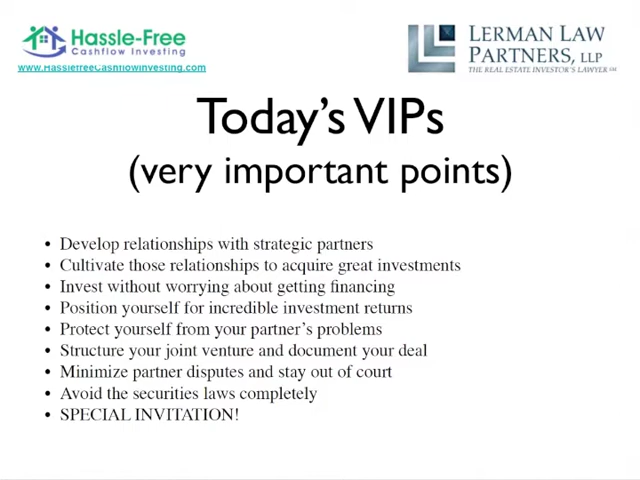 Hassle-Free
Cashflow Investing
www.HasslefreeCashflowInvesting.com
LERMAN LAW
PARTNERS, LLP
THE REAL ESTATE INVESTOR'S LAWYER℠
Today's VIPs
(very important points)
• Develop relationships with strategic partners
• Cultivate those relationships to acquire great investments
• Invest without worrying about getting financing
• Position yourself for incredible investment returns
• Protect yourself from your partner's problems
• Structure your joint venture and document your deal
• Minimize partner disputes and stay out of court
• Avoid the securities laws completely
• SPECIAL INVITATION!